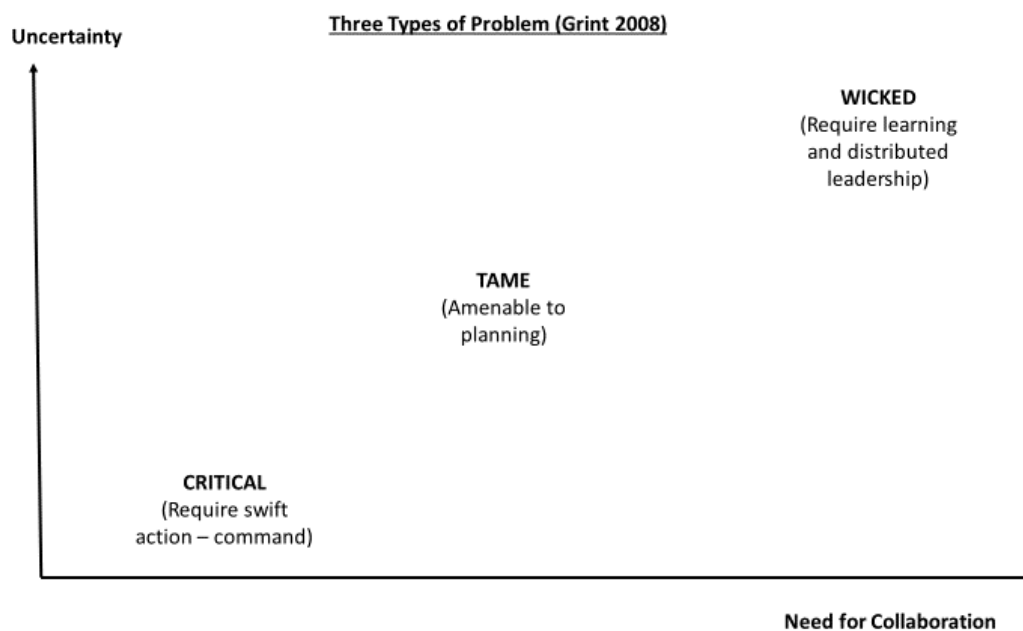 Three Types of Problem (Grint 2008)
Uncertainty
WICKED
(Require learning
and distributed
leadership)
TAME
(Amenable to
planning)
CRITICAL
(Require swift
action – command)
Need for Collaboration